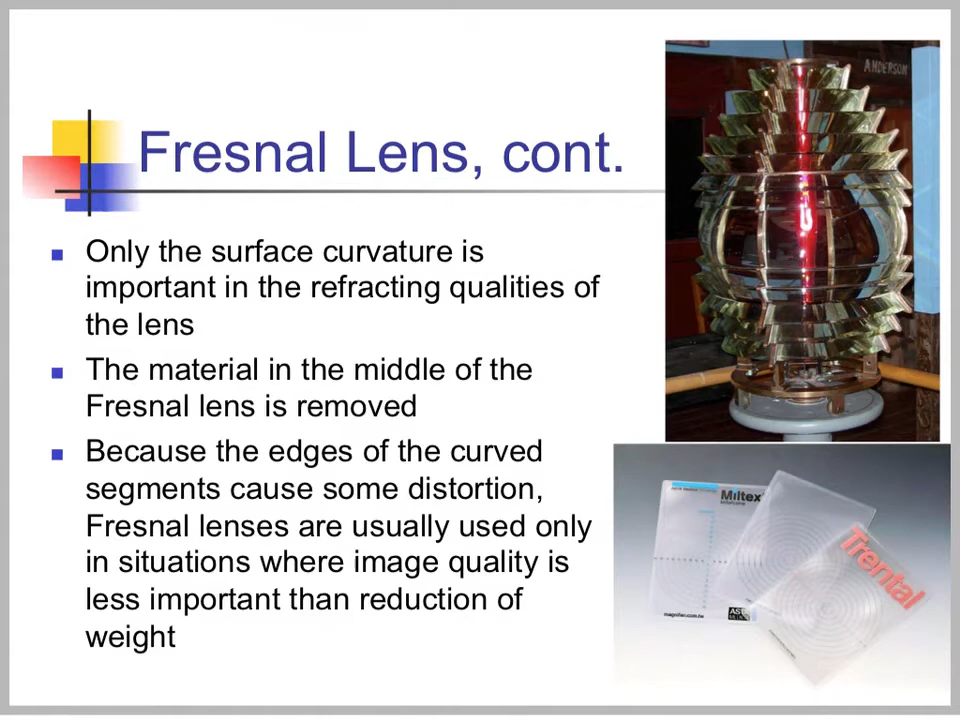 Fresnal Lens, cont.
Only the surface curvature is
important in the refracting qualities of
the lens
The material in the middle of the
Fresnal lens is removed
Because the edges of the curved
segments cause some distortion,
Fresnal lenses are usually used only
in situations where image quality is
less important than reduction of
weight
ANDERSON
Miltex
Trental
magnifier.com.tw